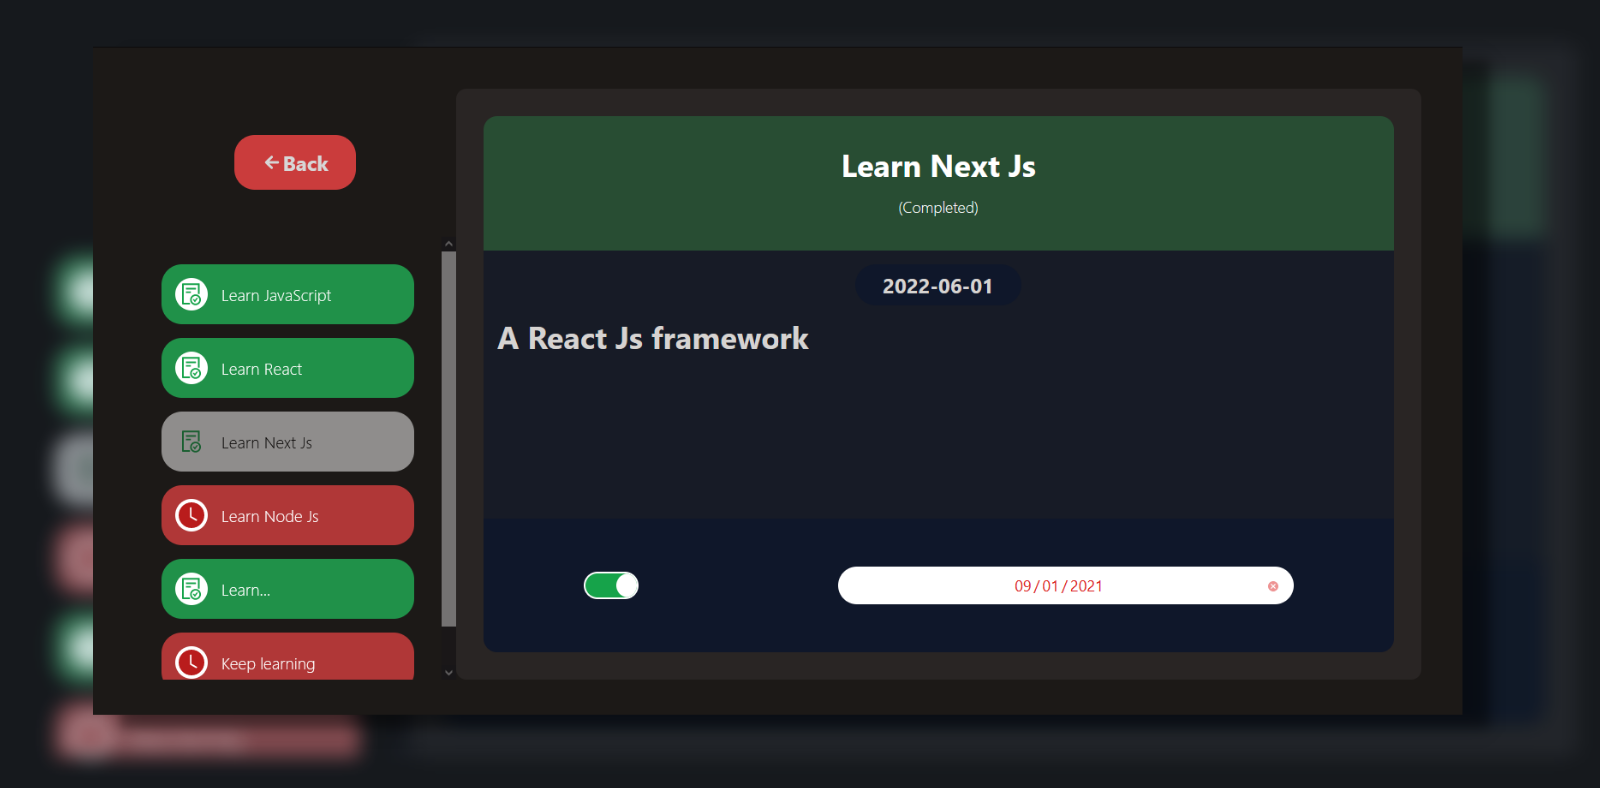 Back
Learn JavaScript
Learn React
Learn Next Js
Learn Node Js
Learn...
Keep learning
Learn Next Js
(Completed)
2022-06-01
A React Js framework
09/01/2021